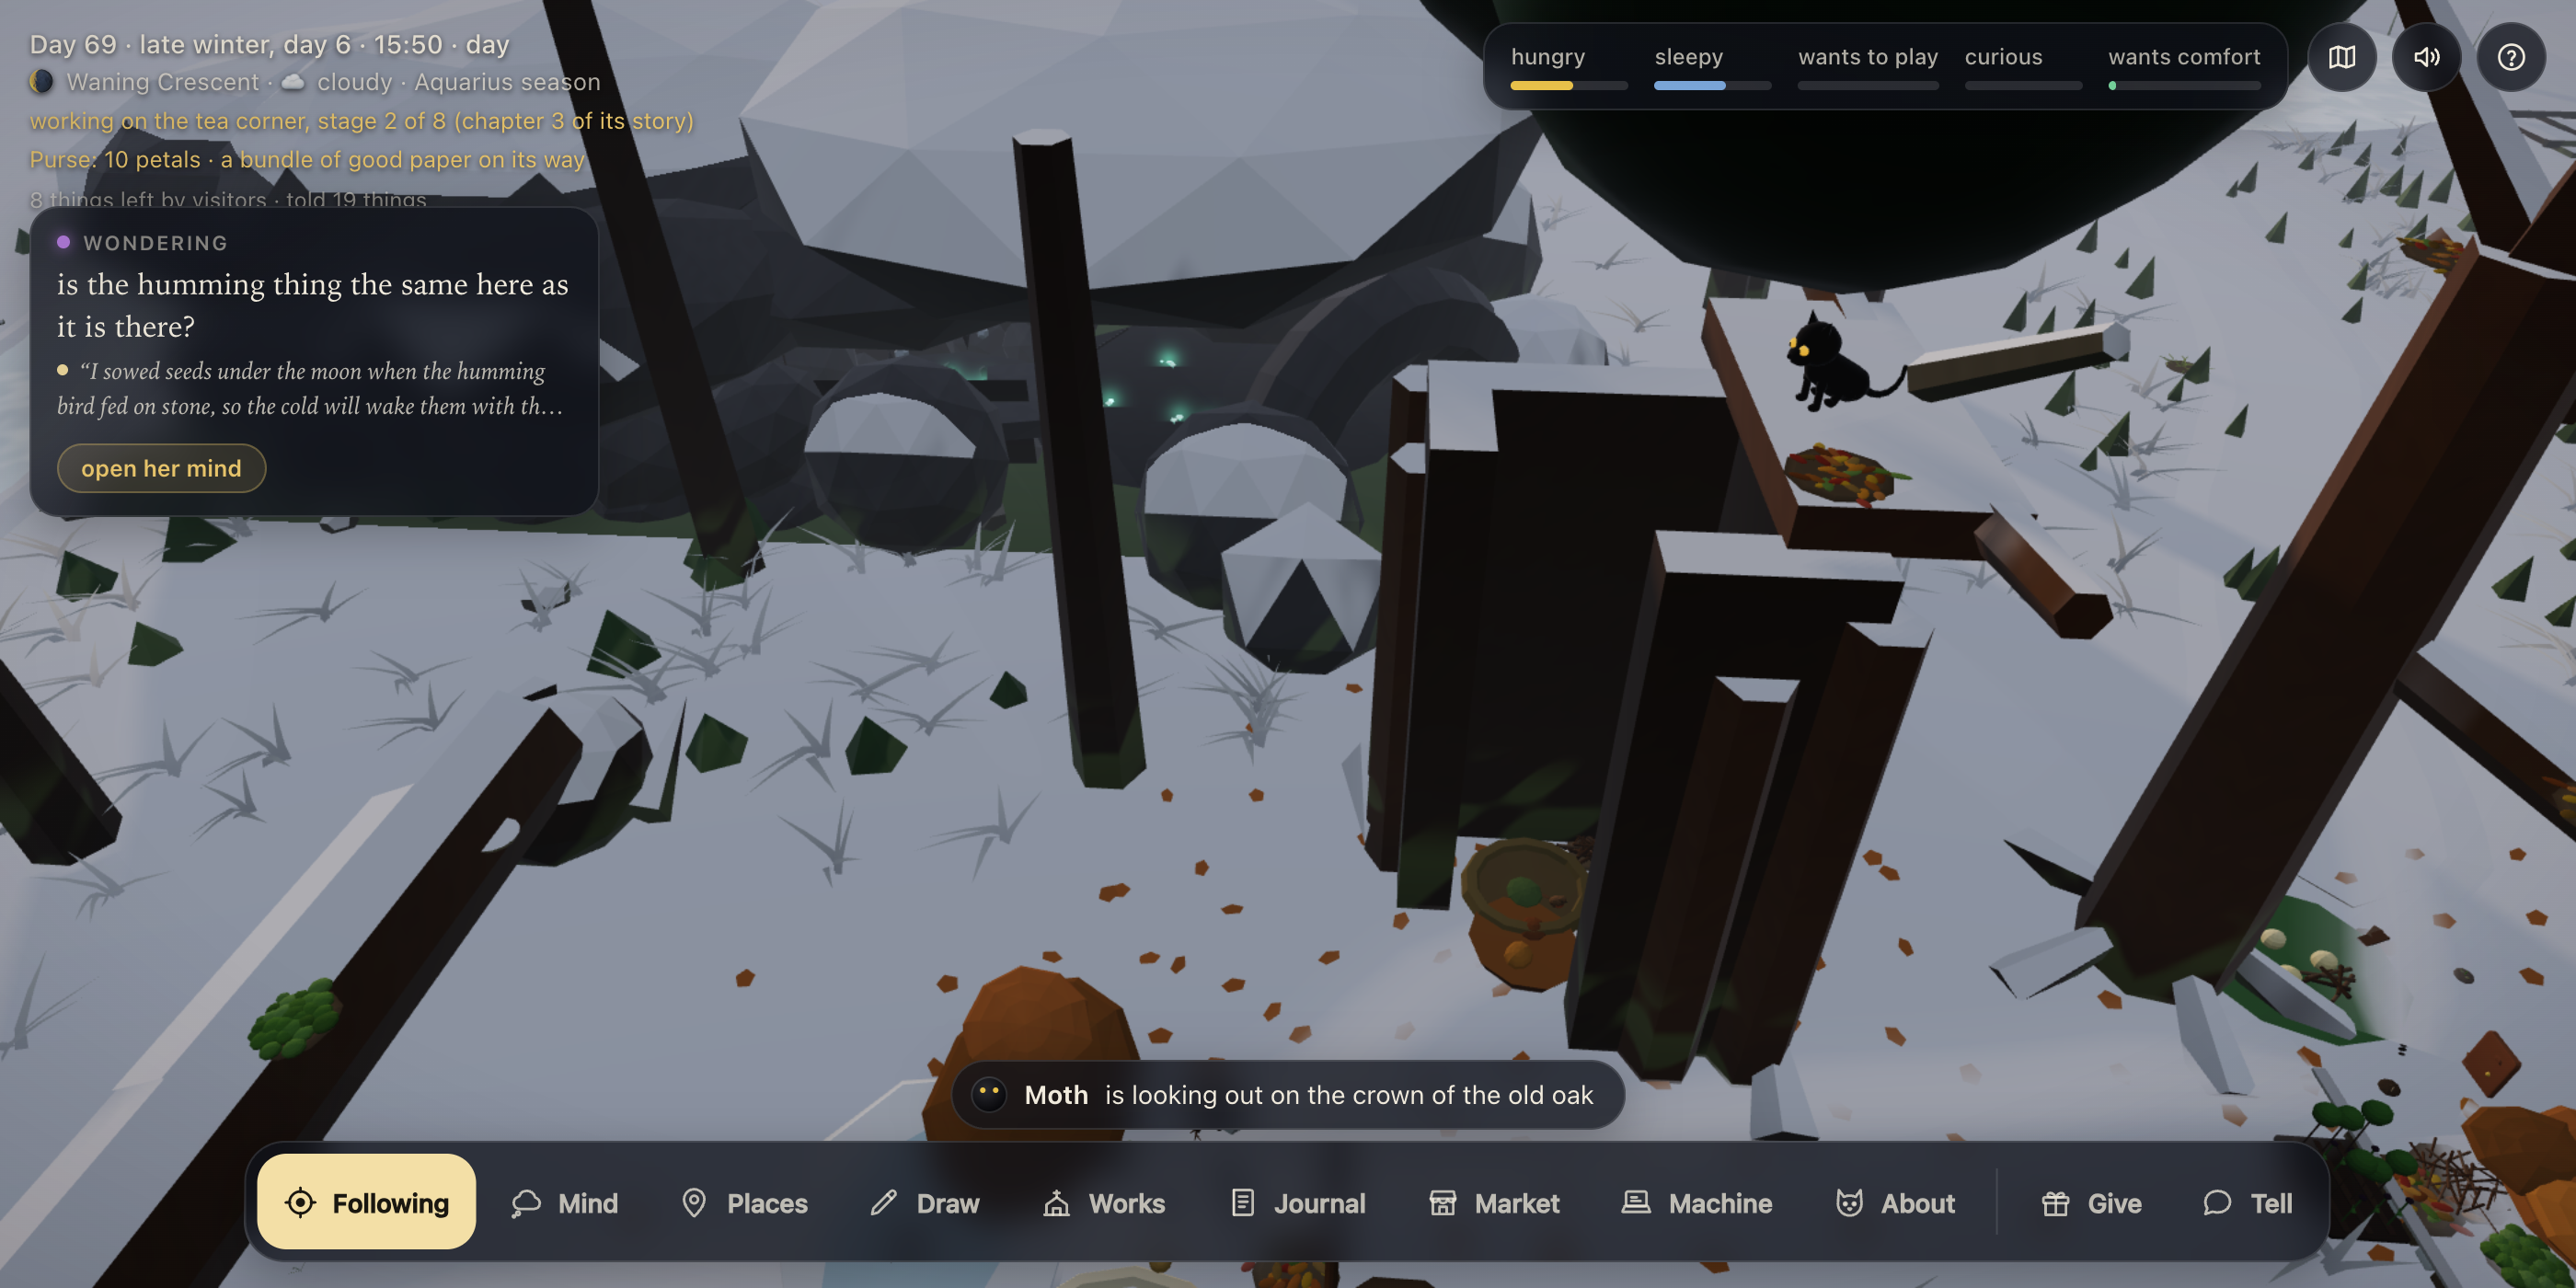 Day 69 · late winter, day 6 · 15:50 · day
Waning Crescent · cloudy · Aquarius season
working on the tea corner, stage 2 of 8 (chapter 3 of its story)
Purse: 10 petals · a bundle of good paper on its way
8 things left by visitors · told 19 things
WONDERING
is the humming thing the same here as
it is there?
“I sowed seeds under the moon when the humming
bird fed on stone, so the cold will wake them with th…
open her mind
hungry sleepy wants to play curious wants comfort
Moth is looking out on the crown of the old oak
Following Mind Places Draw Works Journal Market Machine About Give Tell